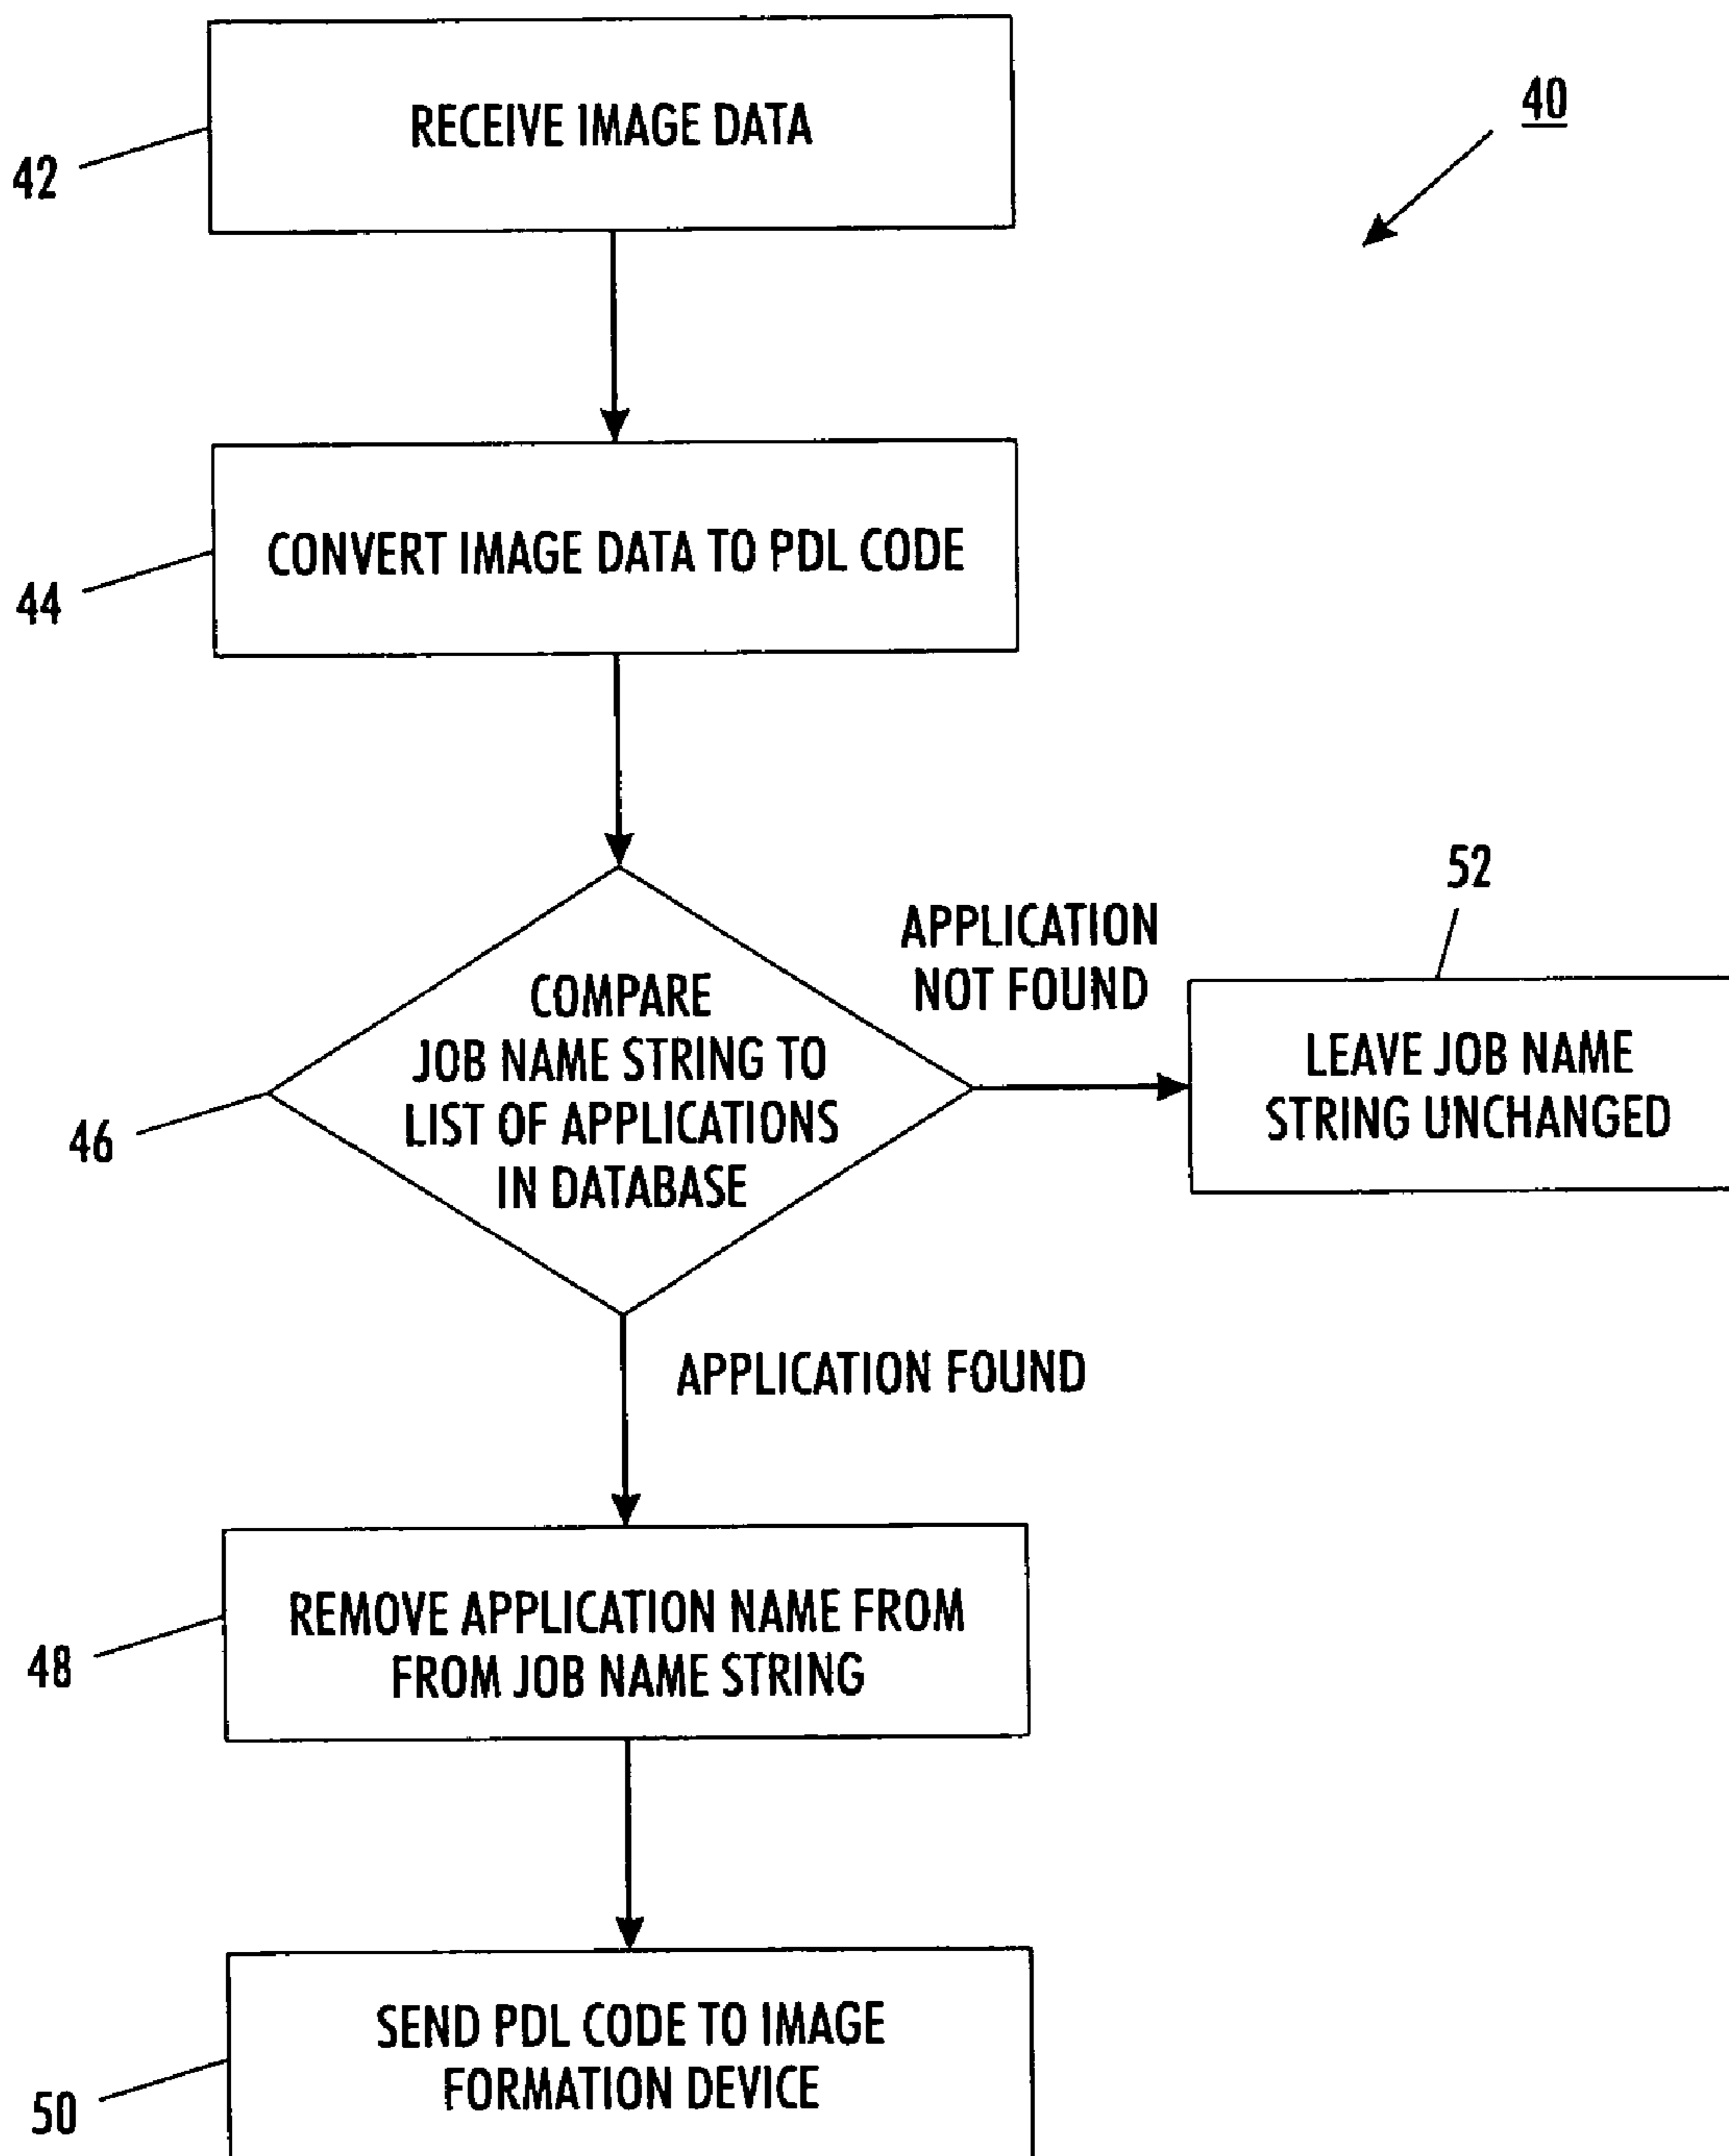 RECEIVE IMAGE DATA
40
42
CONVERT IMAGE DATA TO PDL CODE
44
COMPARE
JOB NAME STRING TO
LIST OF APPLICATIONS
IN DATABASE
46
APPLICATION
NOT FOUND
52
LEAVE JOB NAME
STRING UNCHANGED
APPLICATION FOUND
REMOVE APPLICATION NAME FROM
FROM JOB NAME STRING
48
SEND PDL CODE TO IMAGE
FORMATION DEVICE
50